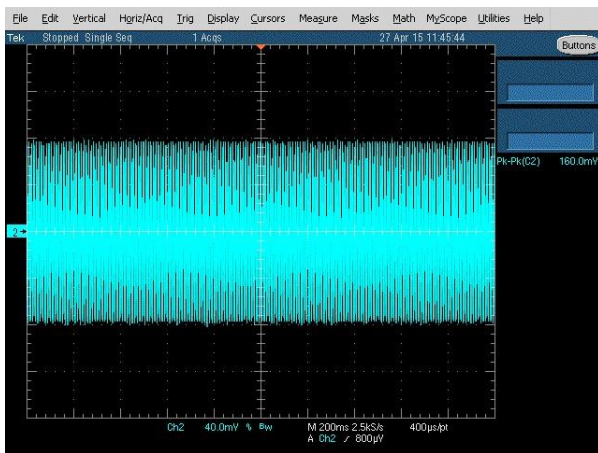 File Edit Vertical Horiz/Acq Trig Display Cursors Measure Masks Math MyScope Utilities Help
Tek Stopped Single Seq 1 Acqs 27 Apr 15 11:45:44 Buttons
Pk-Pk(C2) 160.0mV
2
Ch2 40.0mV % Bw M 200ms 2.5kS/s 400µs/pt
A Ch2 / 800µV